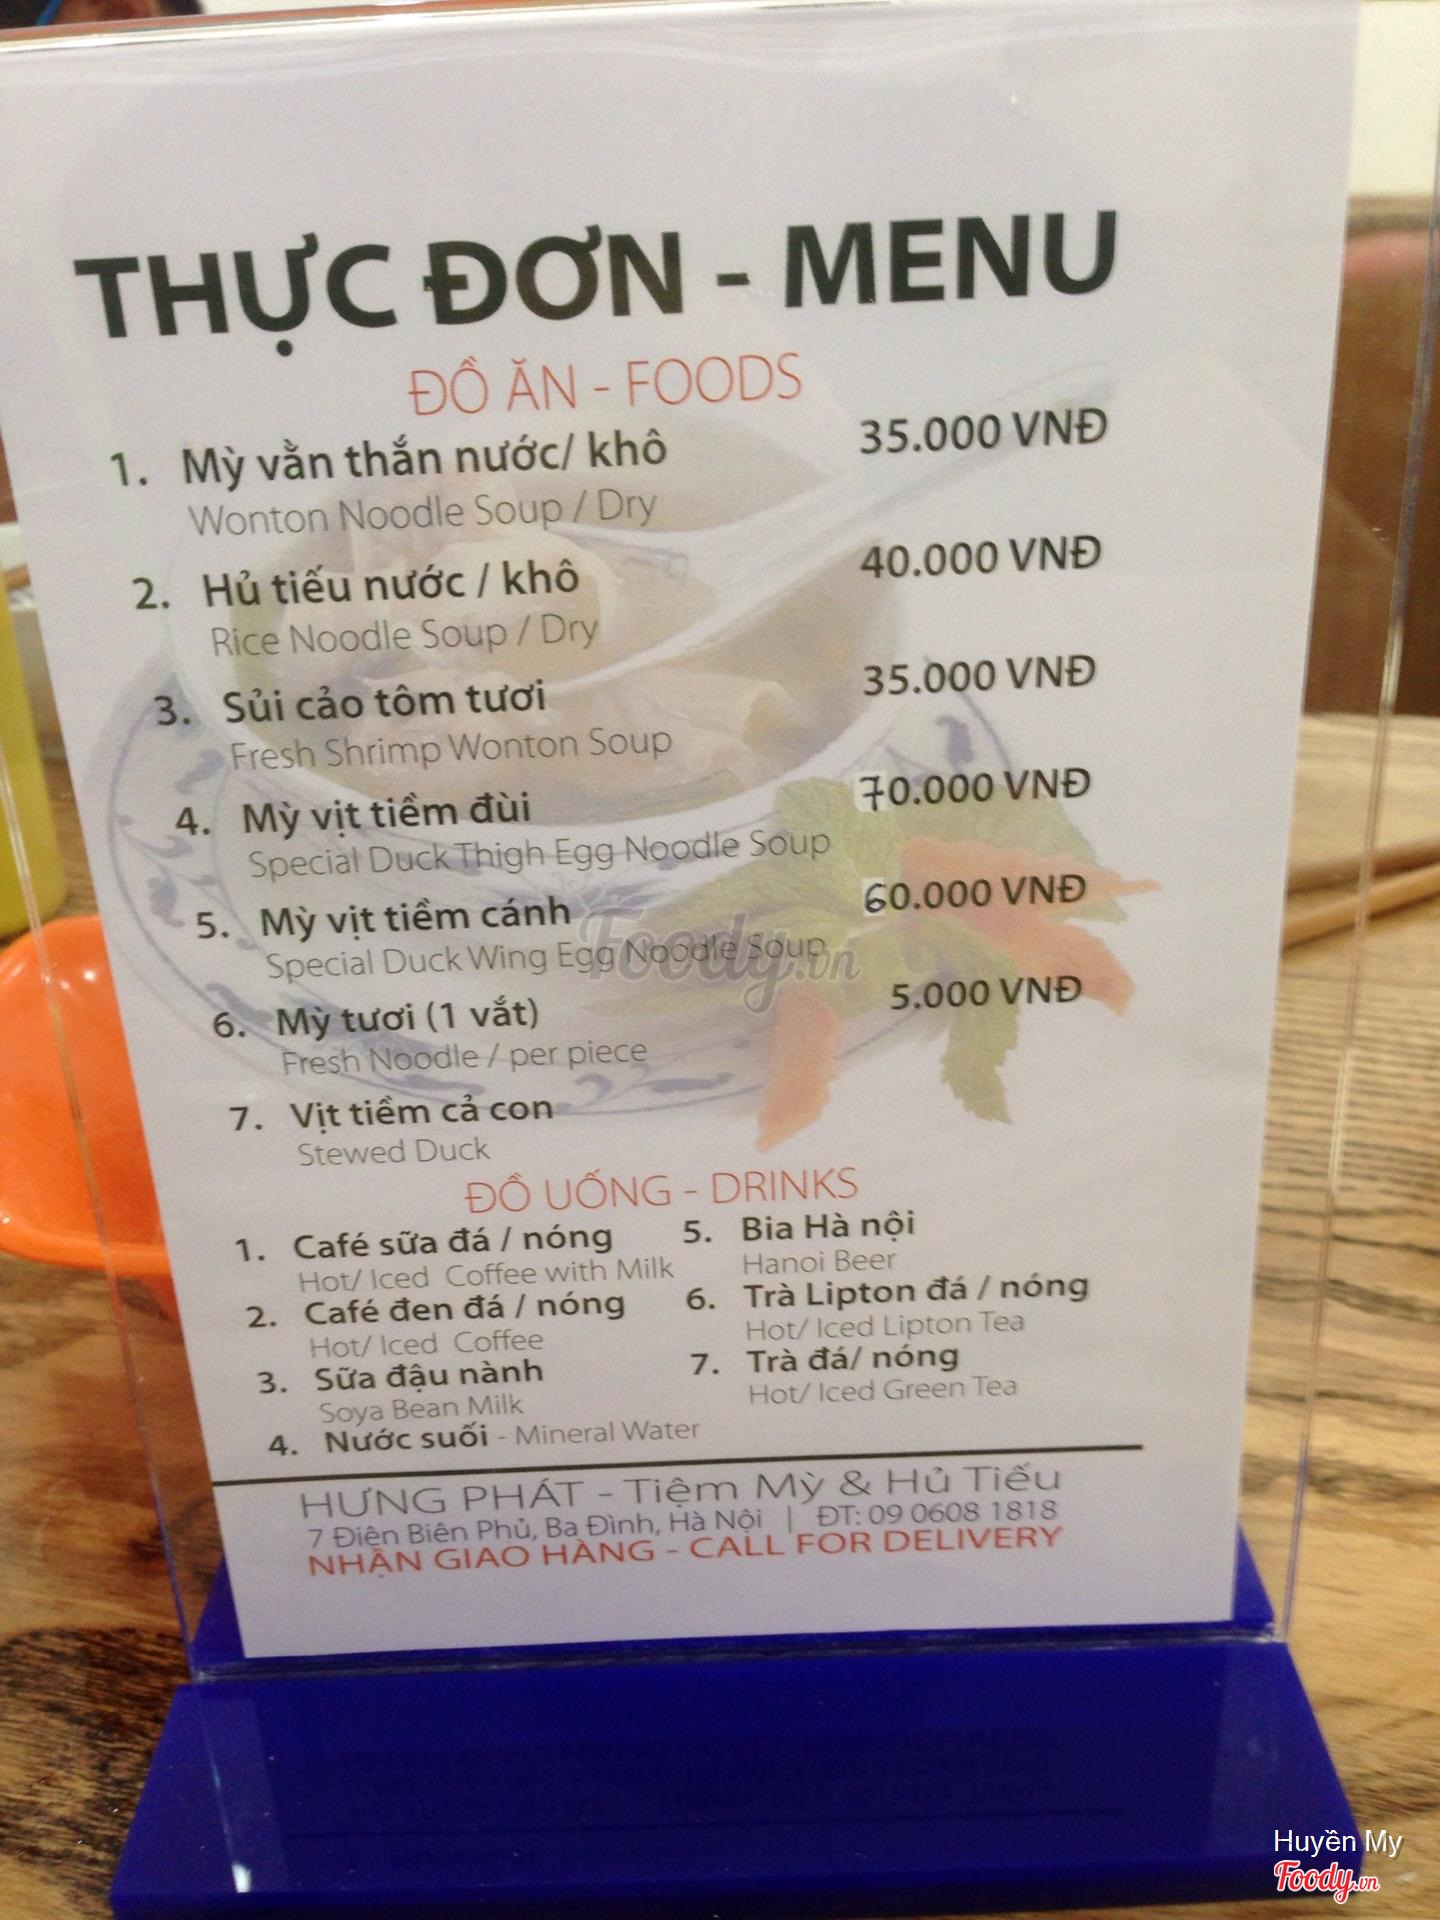 THỰC ĐƠN - MENU
ĐỒ ĂN - FOODS
1. Mỳ vằn thắn nước/ khô 35.000 VNĐ
Wonton Noodle Soup / Dry
2. Hủ tiếu nước / khô 40.000 VNĐ
Rice Noodle Soup / Dry
3. Sủi cảo tôm tươi 35.000 VNĐ
Fresh Shrimp Wonton Soup
4. Mỳ vịt tiềm đùi 70.000 VNĐ
Special Duck Thigh Egg Noodle Soup
5. Mỳ vịt tiềm cánh 60.000 VNĐ
Special Duck Wing Egg Noodle Soup
Foody.vn
6. Mỳ tươi (1 vắt) 5.000 VNĐ
Fresh Noodle / per piece
7. Vịt tiềm cả con
Stewed Duck
ĐỒ UỐNG - DRINKS
1. Café sữa đá / nóng
Hot/ Iced Coffee with Milk
2. Café đen đá / nóng
Hot/ Iced Coffee
3. Sữa đậu nành
Soya Bean Milk
4. Nước suối - Mineral Water
5. Bia Hà nội
Hanoi Beer
6. Trà Lipton đá / nóng
Hot/ Iced Lipton Tea
7. Trà đá/ nóng
Hot/ Iced Green Tea
HƯNG PHÁT - Tiệm Mỳ & Hủ Tiếu
7 Điện Biên Phủ, Ba Đình, Hà Nội | ĐT: 09 0608 1818
NHẬN GIAO HÀNG - CALL FOR DELIVERY
Huyền My
Foody.vn